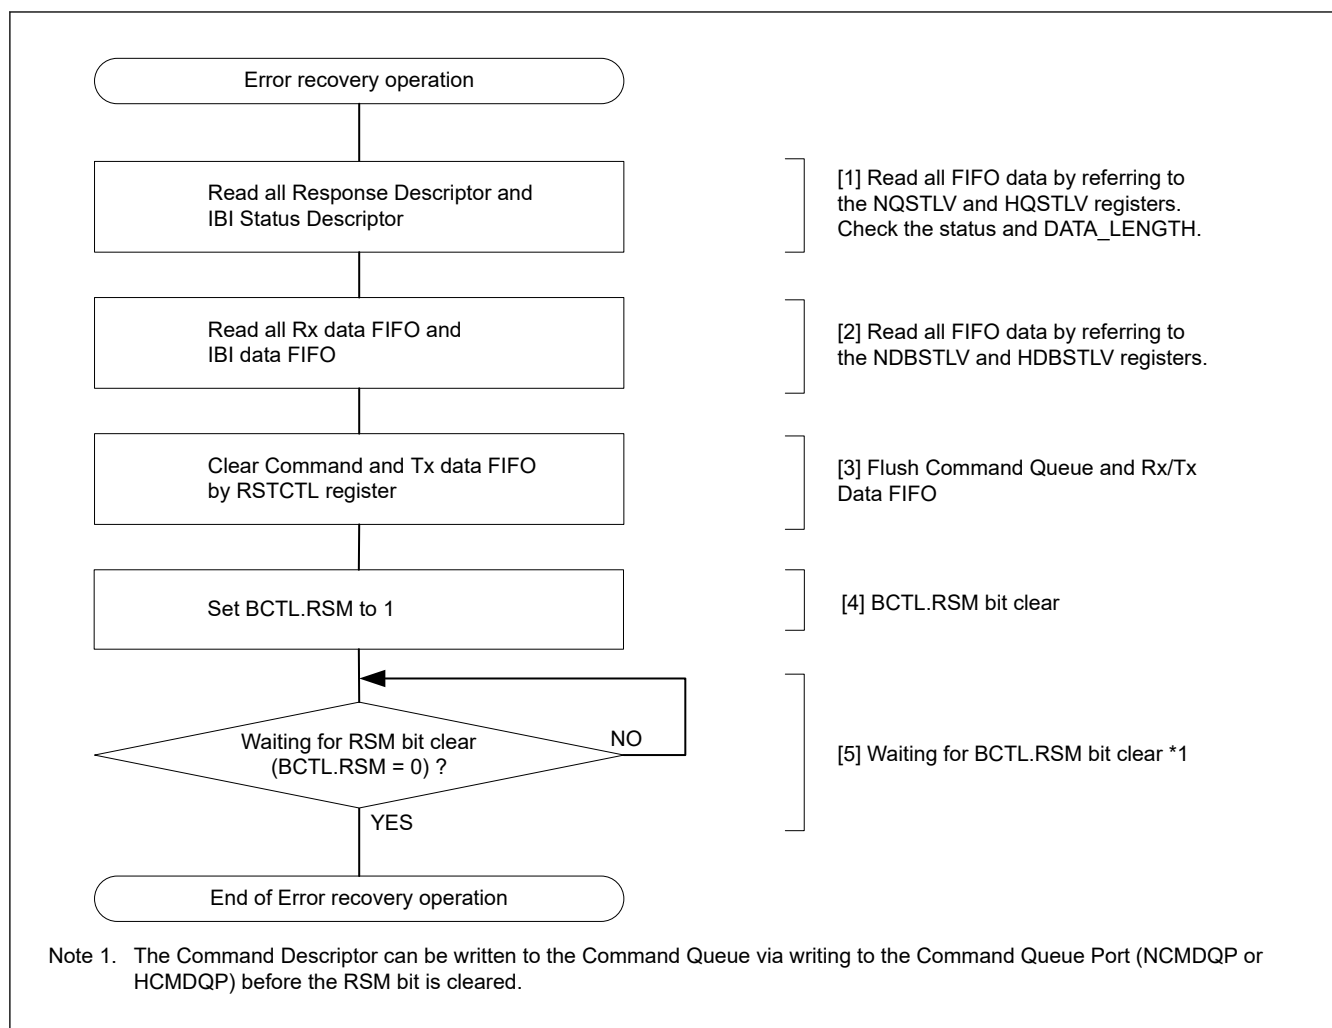 Error recovery operation
Read all Response Descriptor and
IBI Status Descriptor
[1] Read all FIFO data by referring to
the NQSTLV and HQSTLV registers.
Check the status and DATA_LENGTH.
Read all Rx data FIFO and
IBI data FIFO
[2] Read all FIFO data by referring to
the NDBSTLV and HDBSTLV registers.
Clear Command and Tx data FIFO
by RSTCTL register
[3] Flush Command Queue and Rx/Tx
Data FIFO
Set BCTL.RSM to 1
[4] BCTL.RSM bit clear
Waiting for RSM bit clear
(BCTL.RSM = 0) ?
NO
[5] Waiting for BCTL.RSM bit clear *1
YES
End of Error recovery operation
Note 1. The Command Descriptor can be written to the Command Queue via writing to the Command Queue Port (NCMDQP or
HCMDQP) before the RSM bit is cleared.